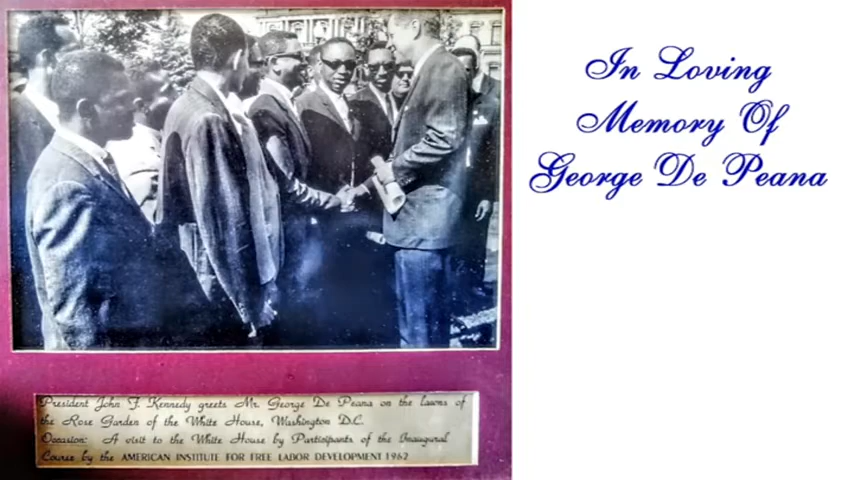 In Loving
Memory Of
George De Peana
President John F. Kennedy greets Mr. George De Peana on the lawns of
the Rose Garden of the White House, Washington D.C.
Occasion: A visit to the White House by Participants of the Inaugural
Course by the AMERICAN INSTITUTE FOR FREE LABOR DEVELOPMENT 1962